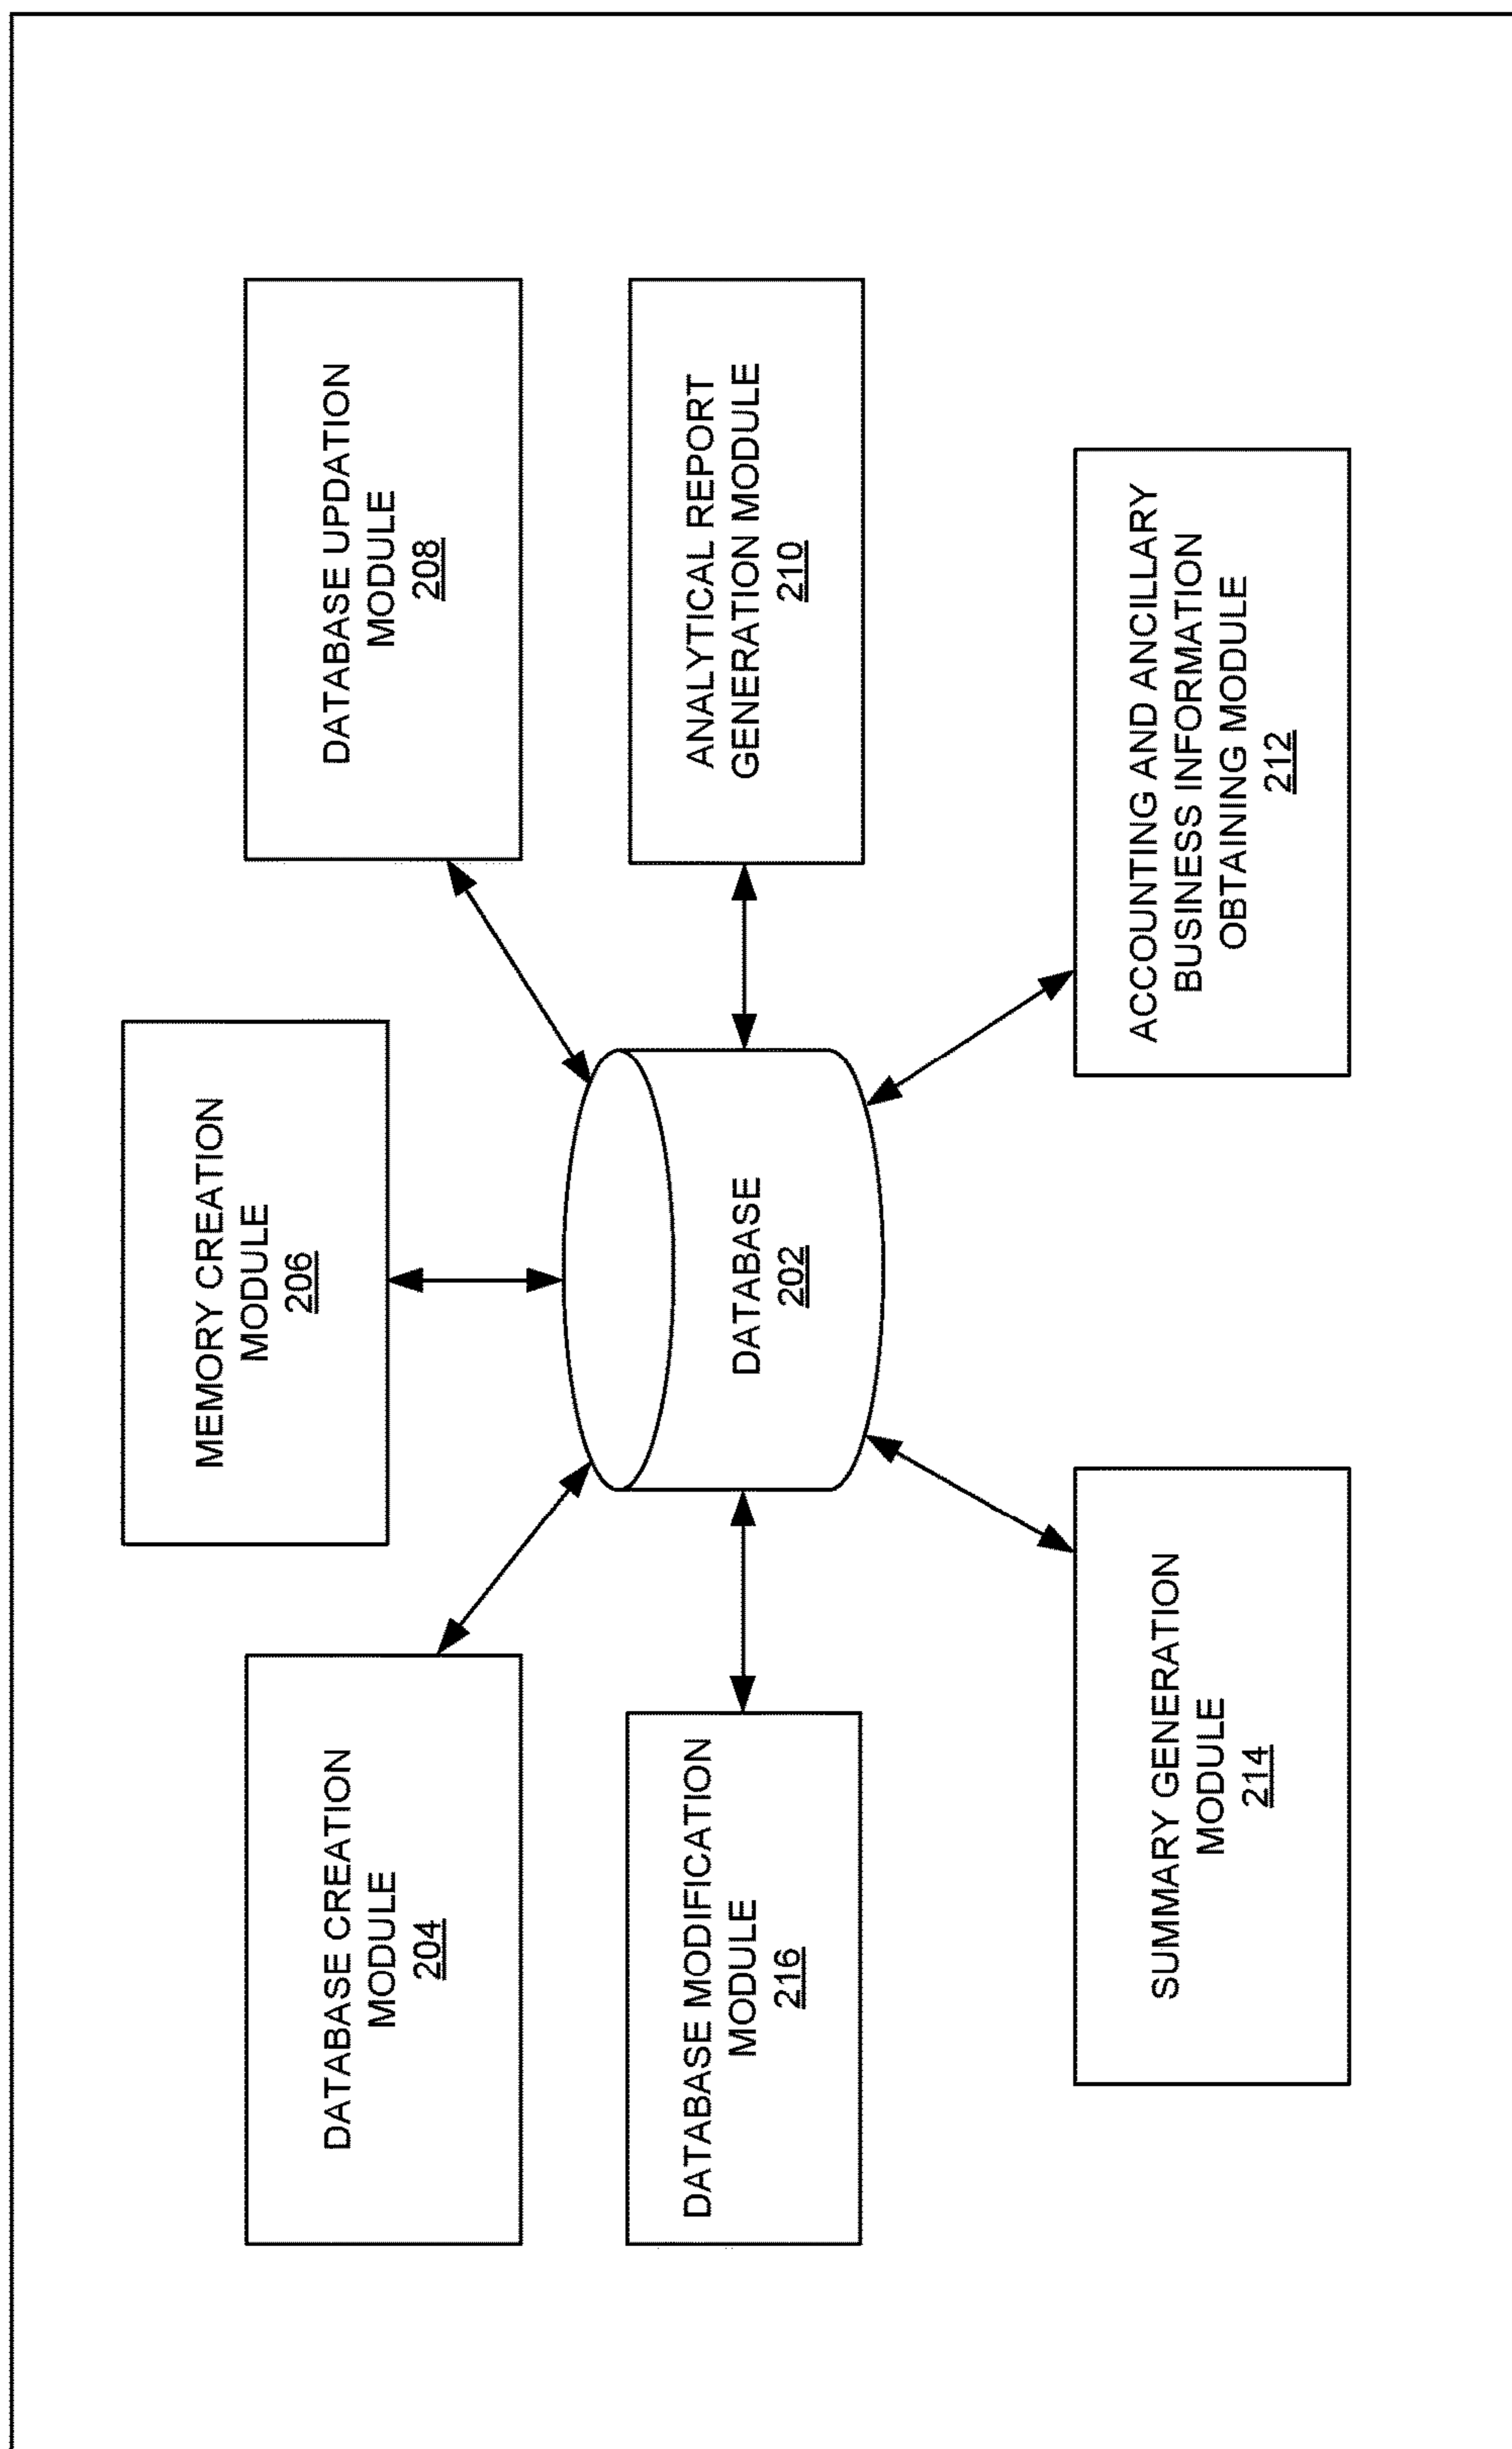 MEMORY CREATION
MODULE
206
DATABASE CREATION
MODULE
204
DATABASE UPDATION
MODULE
208
DATABASE MODIFICATION
MODULE
216
DATABASE
202
ANALYTICAL REPORT
GENERATION MODULE
210
SUMMARY GENERATION
MODULE
214
ACCOUNTING AND ANCILLARY
BUSINESS INFORMATION
OBTAINING MODULE
212